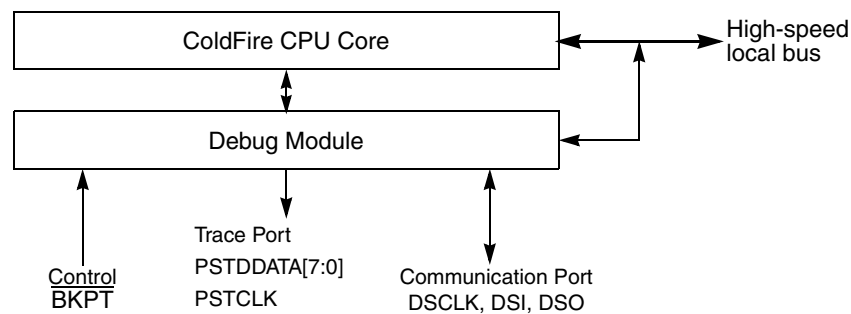 ColdFire CPU Core
High-speed
local bus
Debug Module
Trace Port
PSTDDATA[7:0]
PSTCLK
Control
BKPT
Communication Port
DSCLK, DSI, DSO